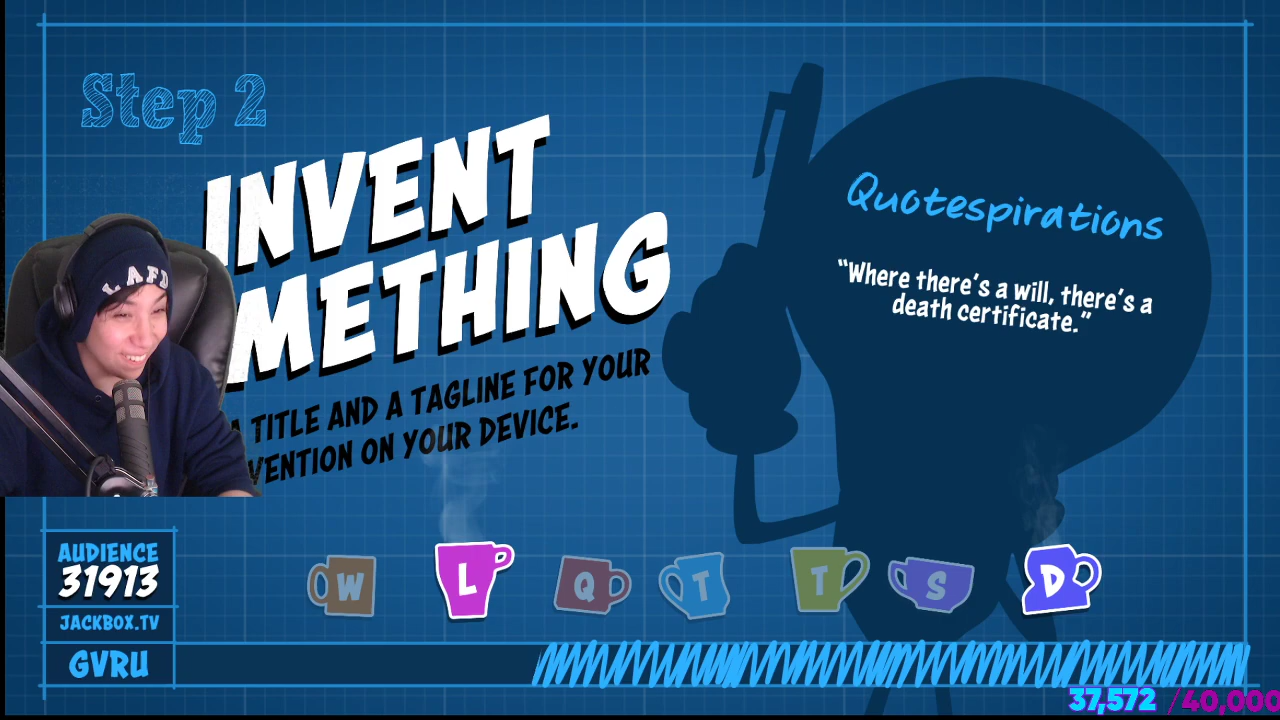 Step 2
INVENT
METHING
A TITLE AND A TAGLINE FOR YOUR
VENTION ON YOUR DEVICE.
Quotespirations
“Where there's a will, there's a
death certificate.”
LAFD
W L Q T T S D
AUDIENCE
31913
JACKBOX.TV
GVRU
37,572 /40,000